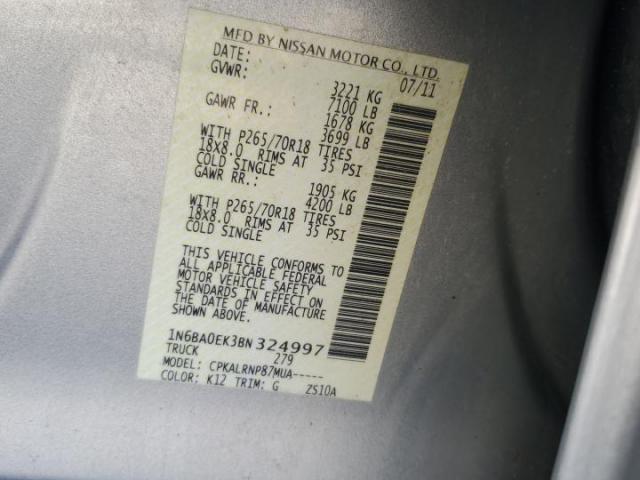 MFD BY NISSAN MOTOR CO., LTD.
DATE: 07/11
GVWR: 3221 KG
7100 LB
GAWR FR.: 1678 KG
3699 LB
WITH P265/70R18 TIRES
18X8.0 RIMS AT 35 PSI
COLD SINGLE
GAWR RR.: 1905 KG
4200 LB
WITH P265/70R18 TIRES
18X8.0 RIMS AT 35 PSI
COLD SINGLE
THIS VEHICLE CONFORMS TO
ALL APPLICABLE FEDERAL
MOTOR VEHICLE SAFETY
STANDARDS IN EFFECT ON
THE DATE OF MANUFACTURE
SHOWN ABOVE.
1N6BA0EK3BN324997
TRUCK 279
MODEL: CPKALRNP87MUA-----
COLOR: K12 TRIM: G ZS10A